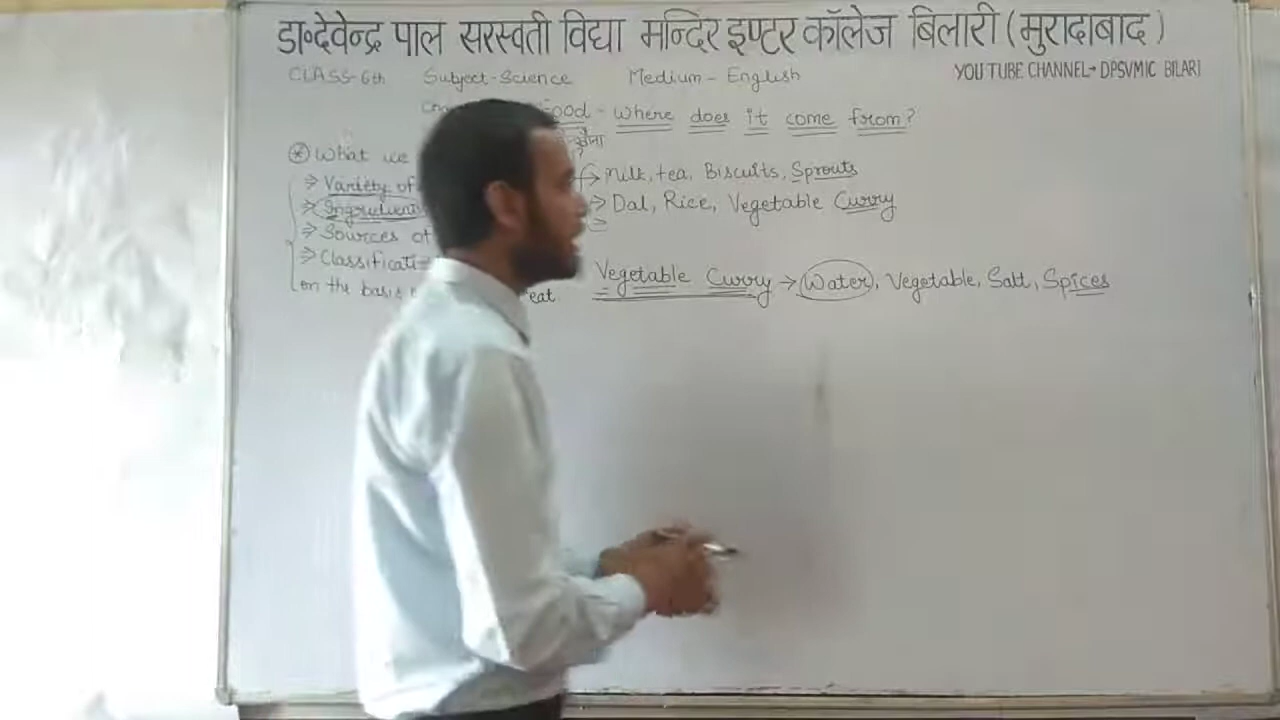 डा॰देवेन्द्र पाल सरस्वती विद्या मन्दिर इण्टर कॉलेज बिलारी (मुरादाबाद)
CLASS-6th Subject-Science Medium-English
YOUTUBE CHANNEL→ DPSVMIC BILARI
Food - where does it come from?
⊛ What we
⇒ Variety of → Milk, tea, Biscuits, Sprouts
⇒ Ingredients → Dal, Rice, Vegetable Curry
⇒ Sources of
⇒ Classificati Vegetable Curry → Water, Vegetable, Salt, Spices
on the basis eat.